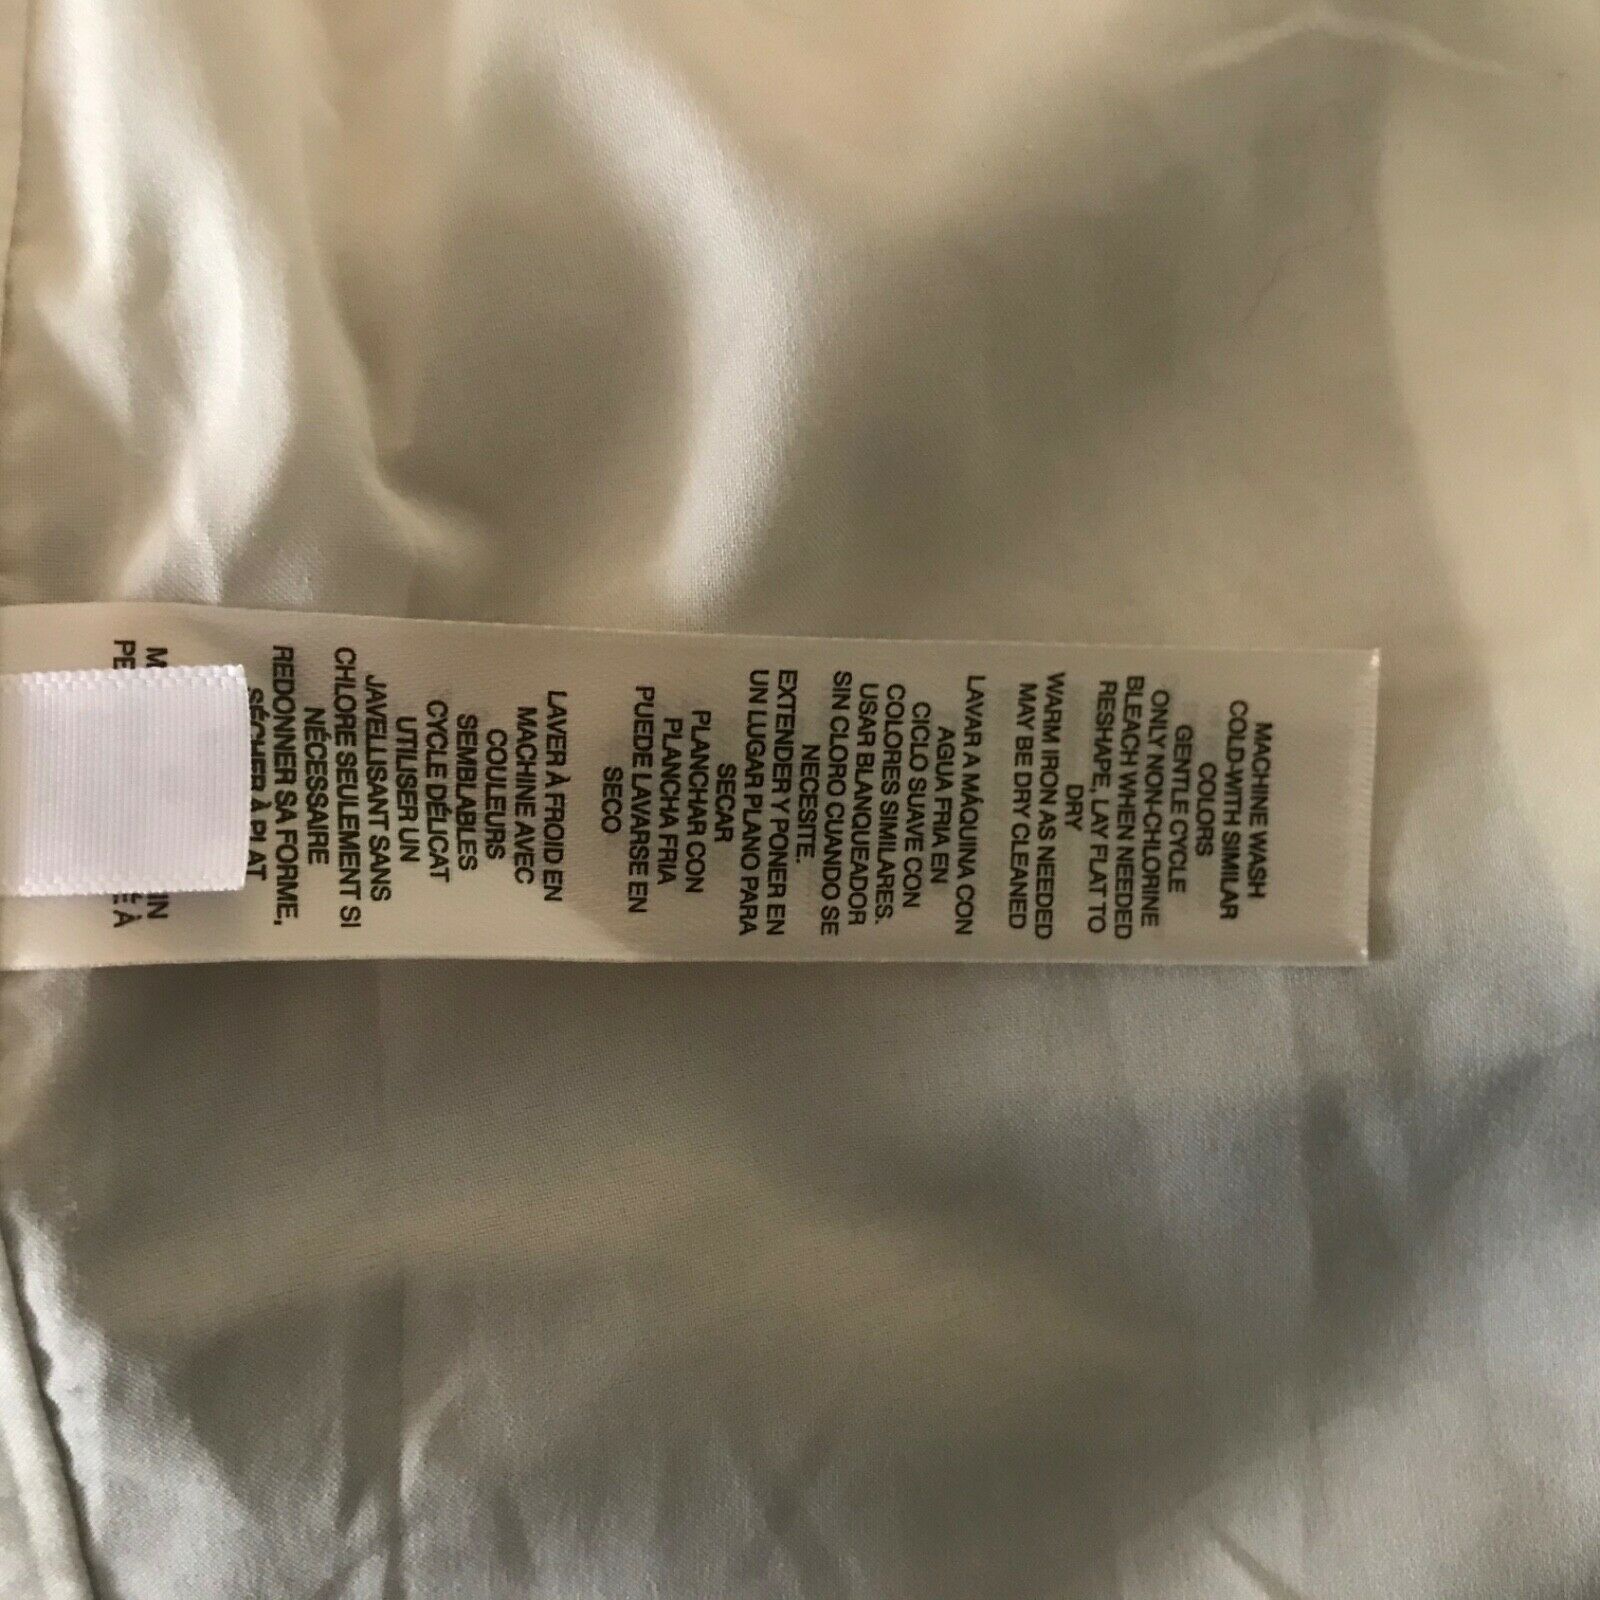 MACHINE WASH
COLD-WITH SIMILAR
COLORS
GENTLE CYCLE
ONLY NON-CHLORINE
BLEACH WHEN NEEDED
RESHAPE, LAY FLAT TO
DRY
WARM IRON AS NEEDED
MAY BE DRY CLEANED
LAVAR A MÁQUINA CON
AGUA FRIA EN
CICLO SUAVE CON
COLORES SIMILARES.
USAR BLANQUEADOR
SIN CLORO CUANDO SE
NECESITE.
EXTENDER Y PONER EN
UN LUGAR PLANO PARA
SECAR
PLANCHAR CON
PLANCHA FRIA
PUEDE LAVARSE EN
SECO
LAVER À FROID EN
MACHINE AVEC
COULEURS
SEMBLABLES
CYCLE DÉLICAT
UTILISER UN
JAVELLISANT SANS
CHLORE SEULEMENT SI
NÉCESSAIRE
REDONNER SA FORME,
SÉCHER À PLAT
À